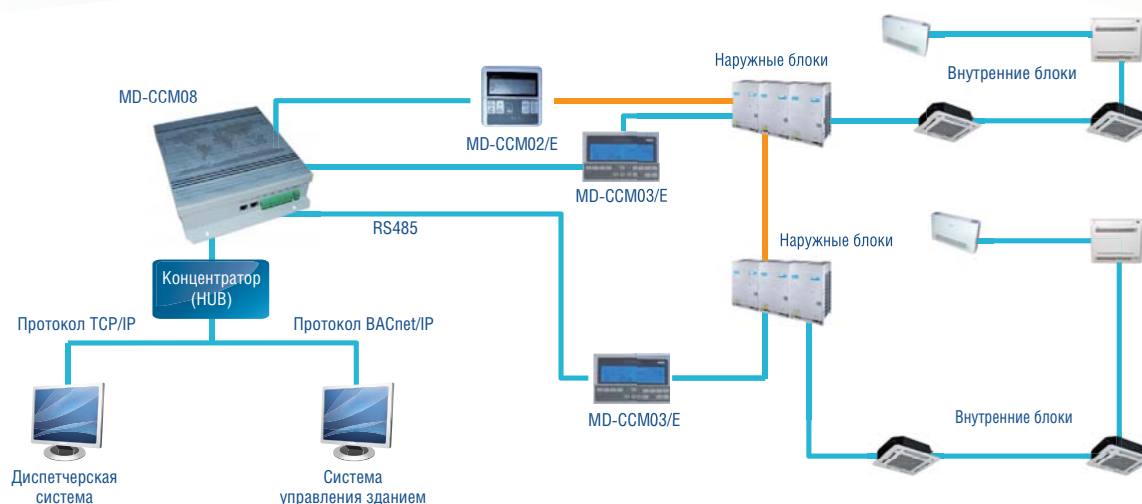 Наружные блоки
Внутренние блоки
MD-CCM08
MD-CCM02/E
MD-CCM03/E
RS485
Наружные блоки
Концентратор
(HUB)
Протокол TCP/IP
Протокол BACnet/IP
MD-CCM03/E
Внутренние блоки
Диспетчерская
система
Система
управления зданием